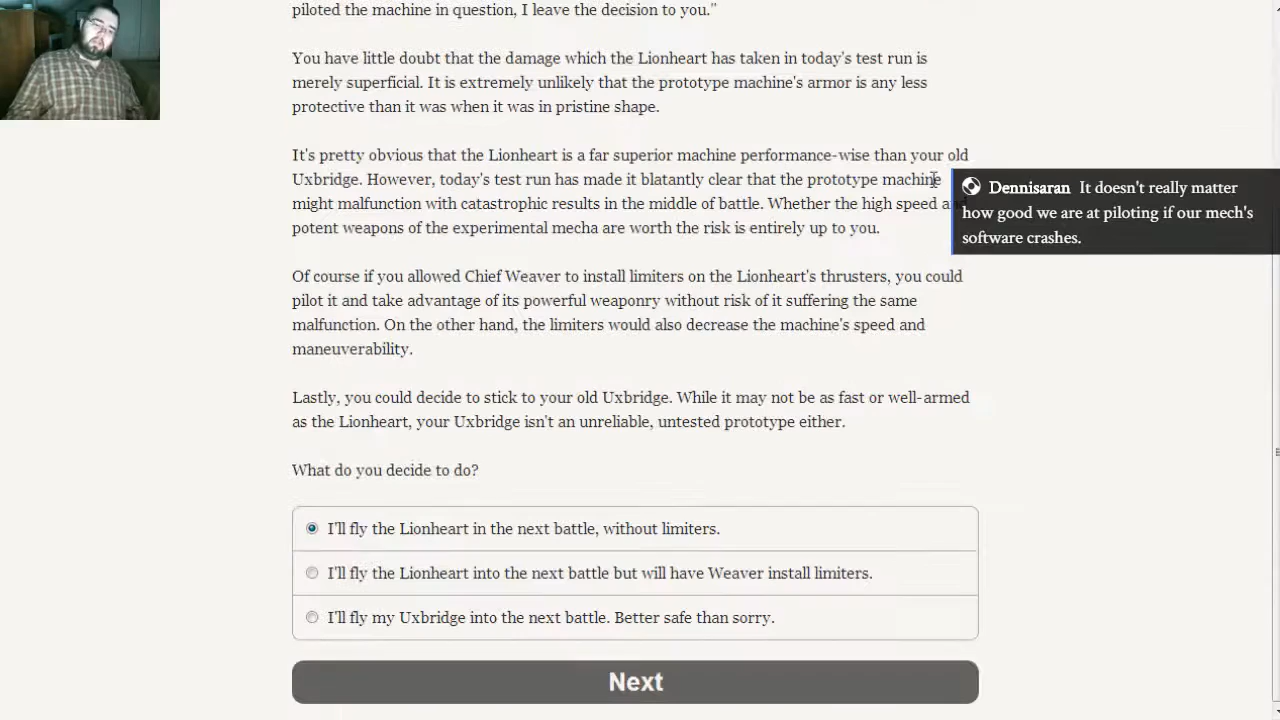 piloted the machine in question, I leave the decision to you."
You have little doubt that the damage which the Lionheart has taken in today's test run is
merely superficial. It is extremely unlikely that the prototype machine's armor is any less
protective than it was when it was in pristine shape.
It's pretty obvious that the Lionheart is a far superior machine performance-wise than your old
Uxbridge. However, today's test run has made it blatantly clear that the prototype machine
might malfunction with catastrophic results in the middle of battle. Whether the high speed and
potent weapons of the experimental mecha are worth the risk is entirely up to you.
Dennisaran It doesn't really matter
how good we are at piloting if our mech's
software crashes.
Of course if you allowed Chief Weaver to install limiters on the Lionheart's thrusters, you could
pilot it and take advantage of its powerful weaponry without risk of it suffering the same
malfunction. On the other hand, the limiters would also decrease the machine's speed and
maneuverability.
Lastly, you could decide to stick to your old Uxbridge. While it may not be as fast or well-armed
as the Lionheart, your Uxbridge isn't an unreliable, untested prototype either.
What do you decide to do?
I'll fly the Lionheart in the next battle, without limiters.
I'll fly the Lionheart into the next battle but will have Weaver install limiters.
I'll fly my Uxbridge into the next battle. Better safe than sorry.
Next